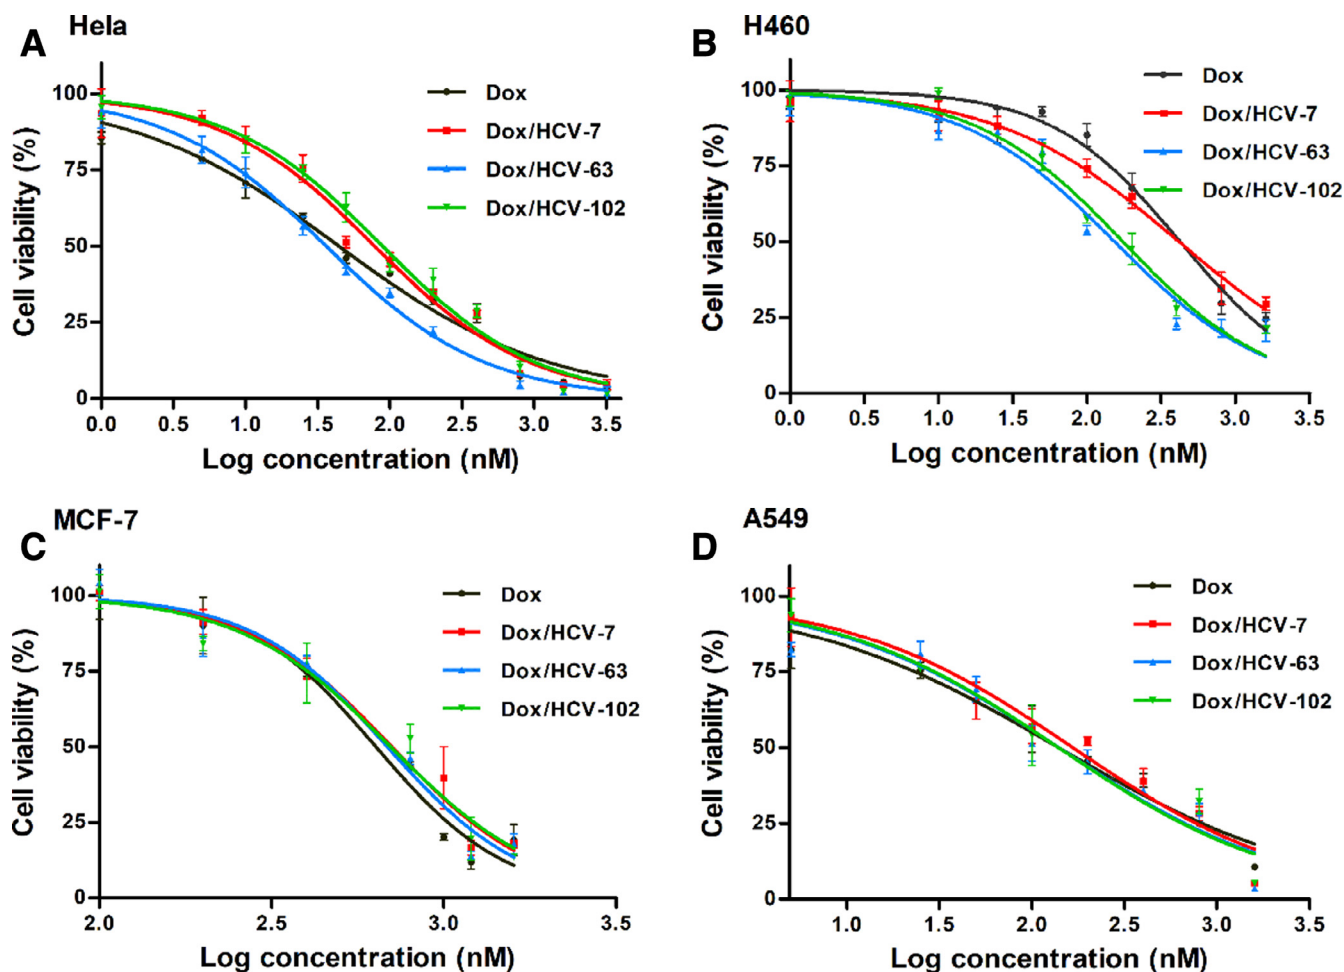 A Hela
Cell viability (%)
100
75
50
25
0
0.0 0.5 1.0 1.5 2.0 2.5 3.0 3.5
Log concentration (nM)
Dox
Dox/HCV-7
Dox/HCV-63
Dox/HCV-102
B H460
Cell viability (%)
100
75
50
25
0
0.0 0.5 1.0 1.5 2.0 2.5 3.0 3.5
Log concentration (nM)
Dox
Dox/HCV-7
Dox/HCV-63
Dox/HCV-102
C MCF-7
Cell viability (%)
100
75
50
25
0
2.0 2.5 3.0 3.5
Log concentration (nM)
Dox
Dox/HCV-7
Dox/HCV-63
Dox/HCV-102
D A549
Cell viability (%)
100
75
50
25
0
1.0 1.5 2.0 2.5 3.0 3.5
Log concentration (nM)
Dox
Dox/HCV-7
Dox/HCV-63
Dox/HCV-102